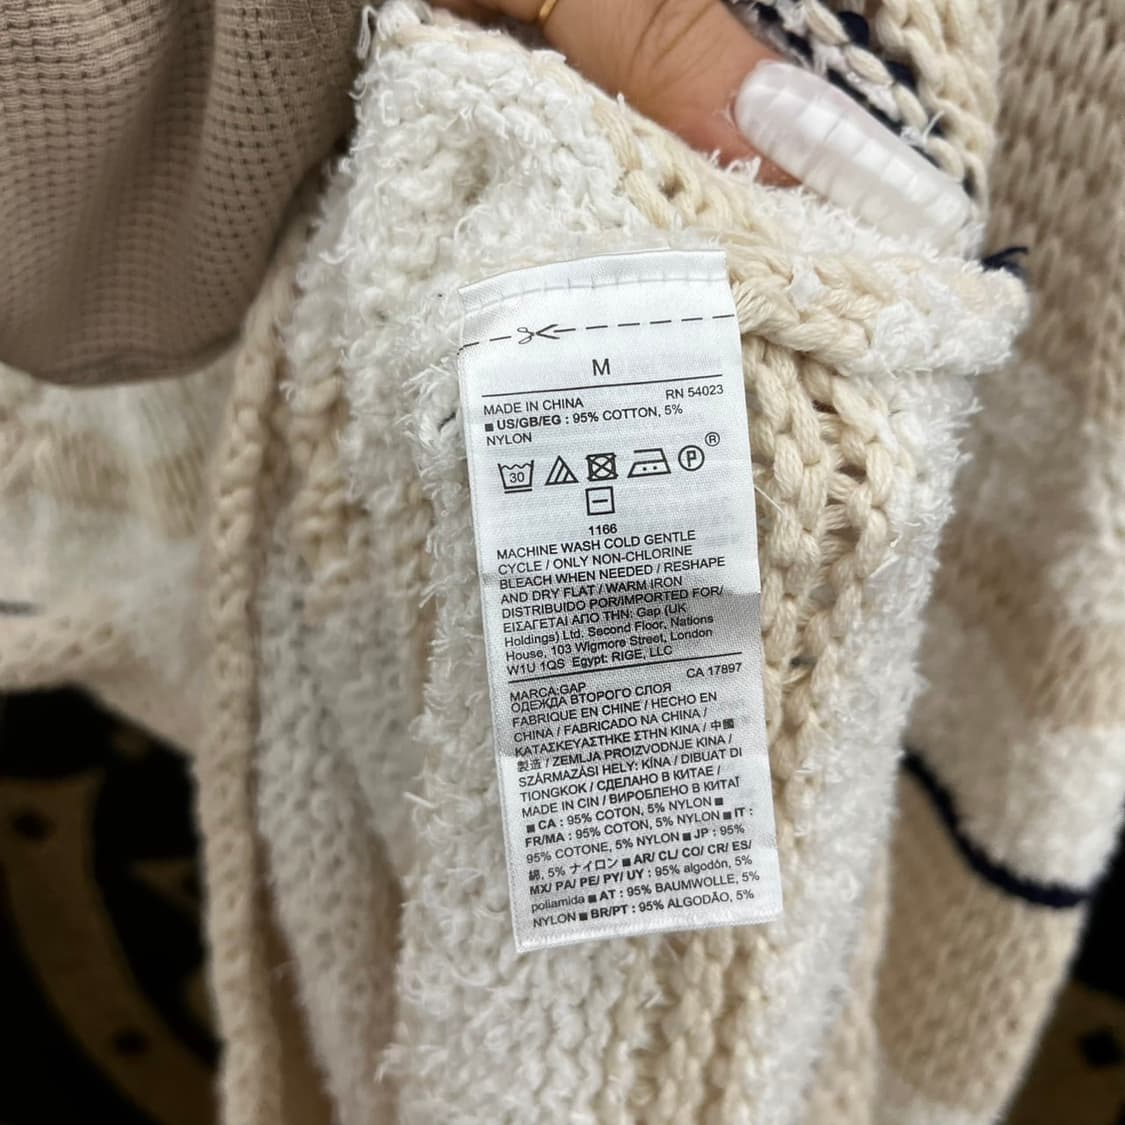 M
MADE IN CHINA RN 54023
■ US/GB/EG : 95% COTTON, 5%
NYLON
30 P ®
1166
MACHINE WASH COLD GENTLE
CYCLE / ONLY NON-CHLORINE
BLEACH WHEN NEEDED / RESHAPE
AND DRY FLAT / WARM IRON
DISTRIBUIDO POR/IMPORTED FOR/
ΕΙΣΑΓΕΤΑΙ ΑΠΟ ΤΗΝ: Gap (UK
Holdings) Ltd, Second Floor, Nations
House, 103 Wigmore Street, London
W1U 1QS Egypt: RIGE, LLC
CA 17897
MARCA:GAP
ОДЕЖДА ВТОРОГО СЛОЯ
FABRIQUE EN CHINE / HECHO EN
CHINA / FABRICADO NA CHINA /
ΚΑΤΑΣΚΕΥΑΣΤΗΚΕ ΣΤΗΝ ΚΙΝΑ / 中國
製造 / ZEMLJA PROIZVODNJE KINA /
SZÁRMAZÁSI HELY: KÍNA / DIBUAT DI
TIONGKOK / СДЕЛАНО В КИТАЕ /
MADE IN CIN / ВИРОБЛЕНО В КИТАЇ
■ CA : 95% COTON, 5% NYLON ■
FR/MA : 95% COTON, 5% NYLON ■ IT :
95% COTONE, 5% NYLON ■ JP : 95%
綿, 5% ナイロン ■ AR/ CL/ CO/ CR/ ES/
MX/ PA/ PE/ PY/ UY : 95% algodón, 5%
poliamida ■ AT : 95% BAUMWOLLE, 5%
NYLON ■ BR/PT : 95% ALGODÃO, 5%